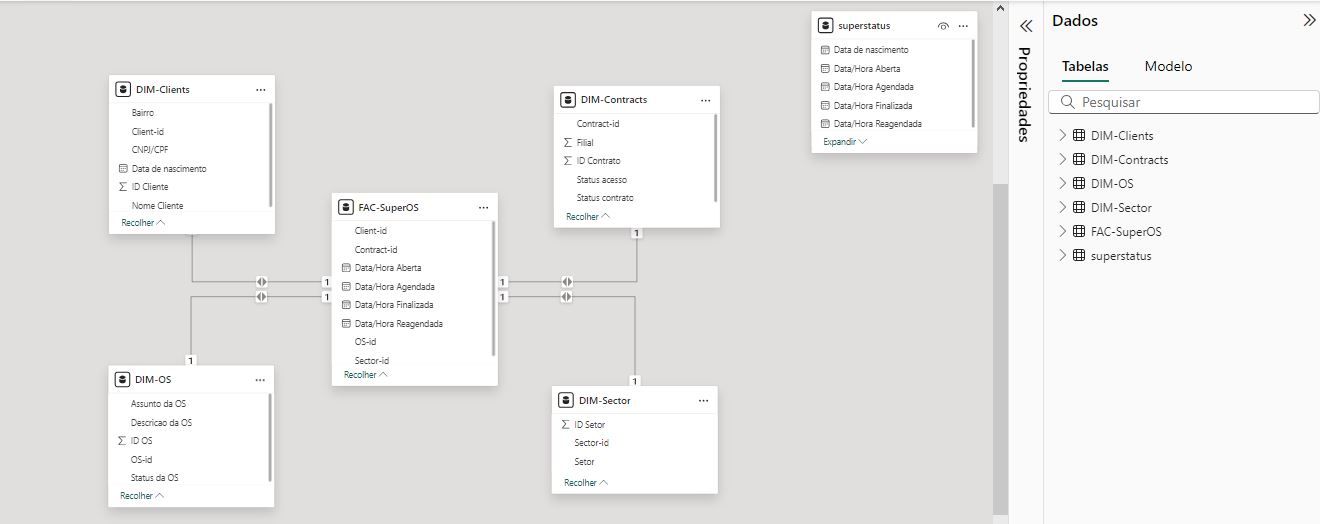 superstatus
Data de nascimento
Data/Hora Aberta
Data/Hora Agendada
Data/Hora Finalizada
Data/Hora Reagendada
Expandir
DIM-Clients
Bairro
Client-id
CNPJ/CPF
Data de nascimento
ID Cliente
Nome Cliente
Recolher
DIM-Contracts
Contract-id
Filial
ID Contrato
Status acesso
Status contrato
Recolher
1
FAC-SuperOS
Client-id
Contract-id
Data/Hora Aberta
Data/Hora Agendada
Data/Hora Finalizada
Data/Hora Reagendada
OS-id
Sector-id
Recolher
1
1
1
1
1
DIM-OS
Assunto da OS
Descricao da OS
ID OS
OS-id
Status da OS
Recolher
1
DIM-Sector
ID Setor
Sector-id
Setor
Recolher
Propriedades
Dados
Tabelas
Modelo
Pesquisar
DIM-Clients
DIM-Contracts
DIM-OS
DIM-Sector
FAC-SuperOS
superstatus